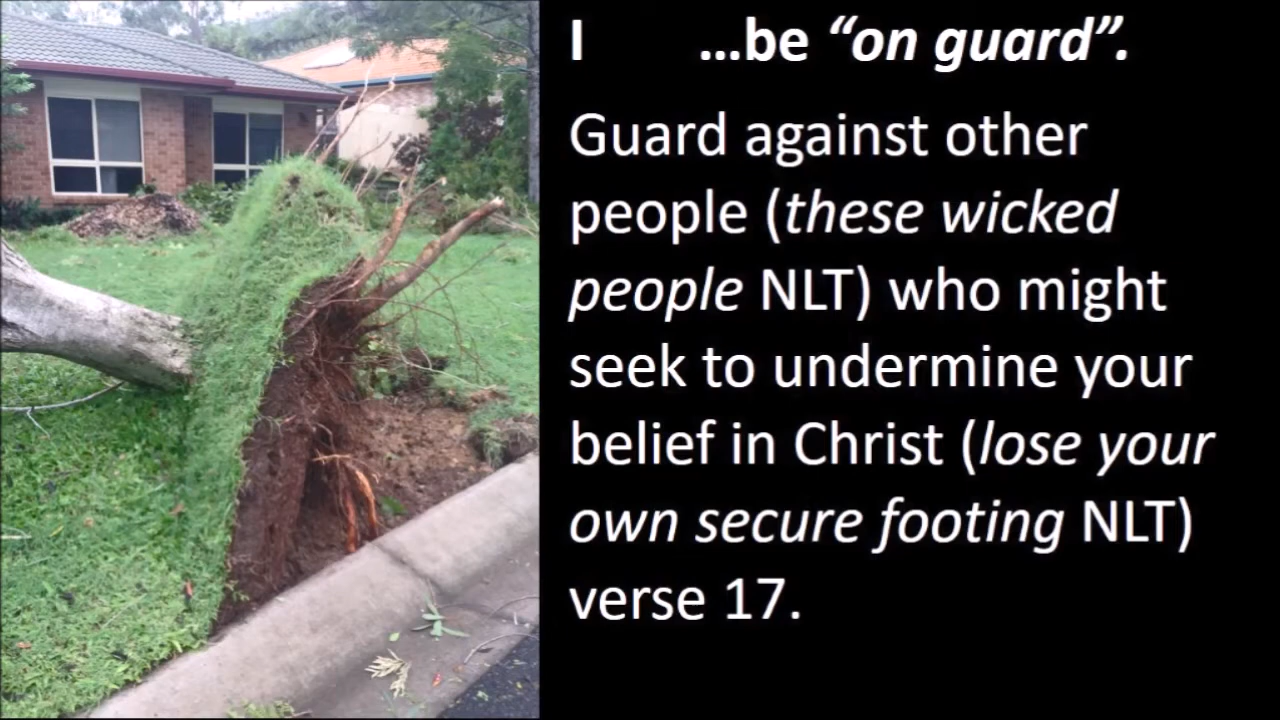 I …be “on guard”.
Guard against other
people (these wicked
people NLT) who might
seek to undermine your
belief in Christ (lose your
own secure footing NLT)
verse 17.